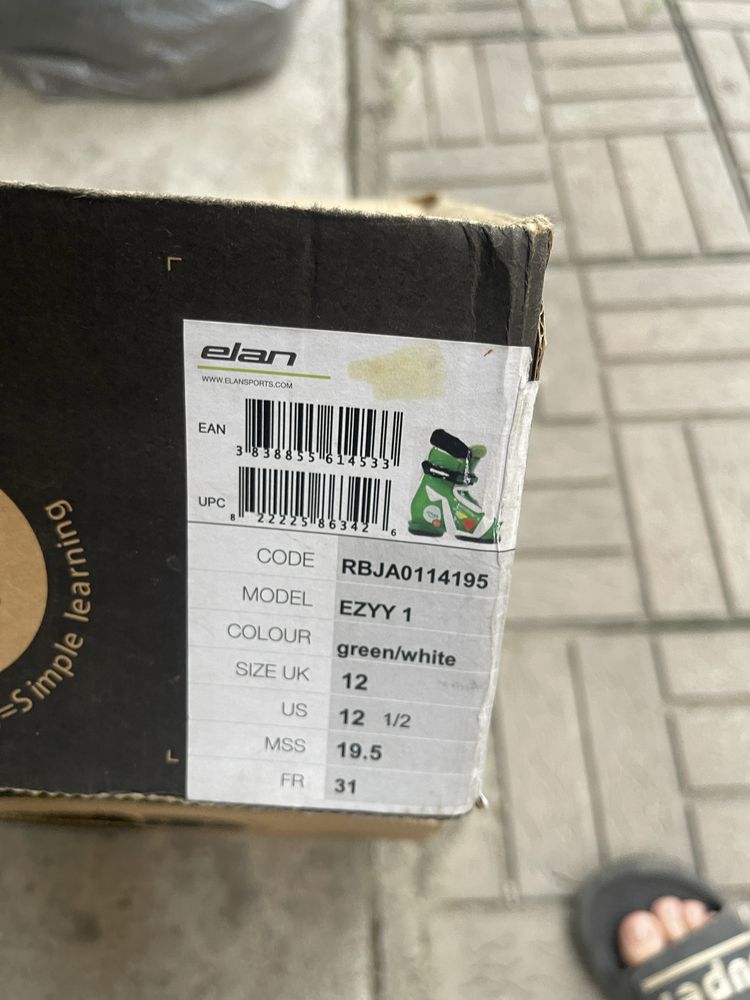 elan
WWW.ELANSPORTS.COM
EAN
3 838855 614533
UPC
8 22225 86342 6
CODE RBJA0114195
MODEL EZYY 1
COLOUR green/white
SIZE UK 12
US 12 1/2
MSS 19.5
FR 31
=Simple learning